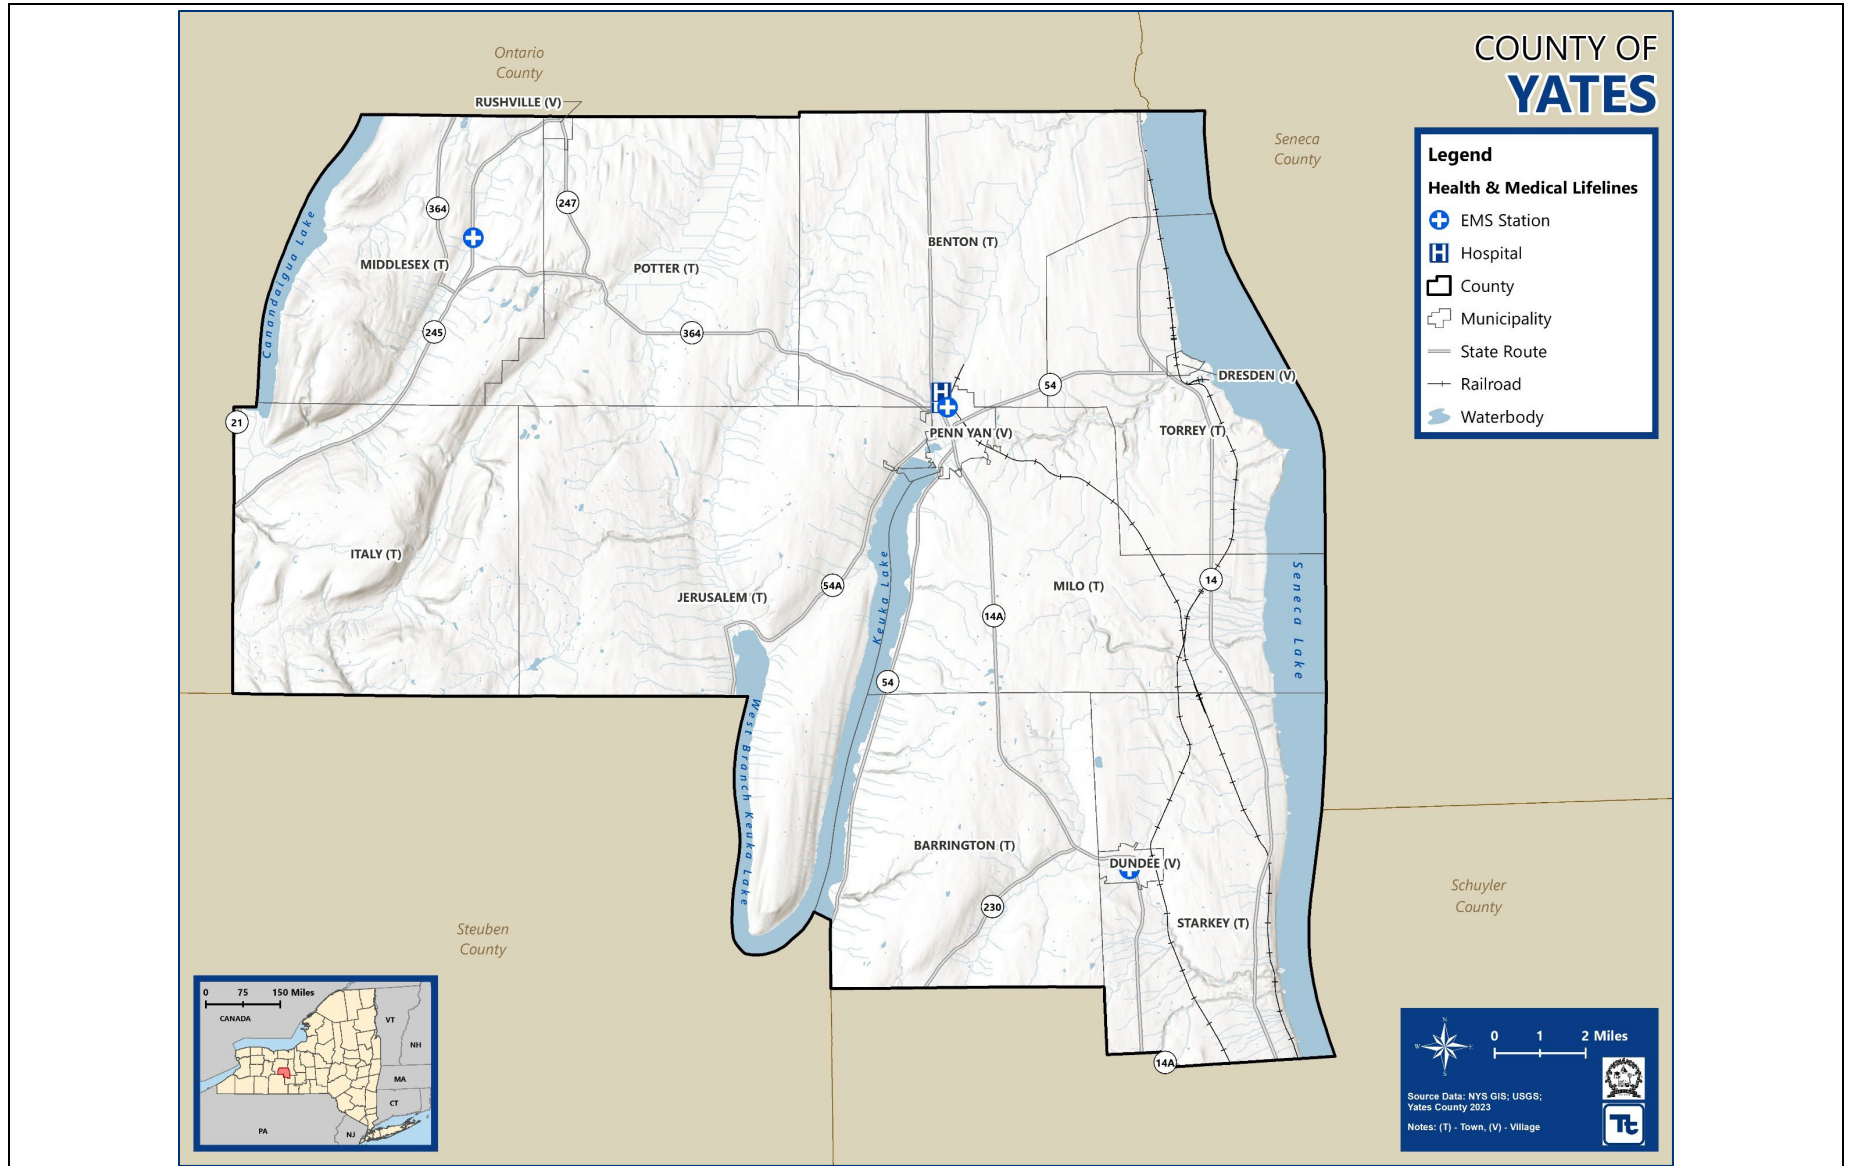 COUNTY OF
YATES
Ontario
County
RUSHVILLE (V)
Seneca
County
Legend
Health & Medical Lifelines
EMS Station
H Hospital
County
Municipality
State Route
Railroad
Waterbody
364
247
Canandaigua Lake
MIDDLESEX (T)
POTTER (T)
BENTON (T)
245
364
DRESDEN (V)
54
H
21
PENN YAN (V)
TORREY (T)
ITALY (T)
JERUSALEM (T)
54A
Keuka Lake
MILO (T)
14
14A
Seneca Lake
54
West Branch Keuka Lake
BARRINGTON (T)
DUNDEE (V)
230
STARKEY (T)
Schuyler
County
Steuben
County
14A
0 75 150 Miles
CANADA
VT
NH
MA
CT
PA
NJ
N
W E
S
0 1 2 Miles
Source Data: NYS GIS; USGS;
Yates County 2023
Notes: (T) - Town, (V) - Village
Tt